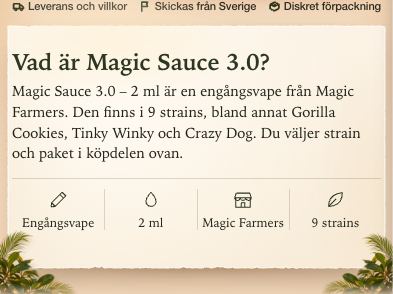 Leverans och villkor Skickas från Sverige Diskret förpackning
Vad är Magic Sauce 3.0?
Magic Sauce 3.0 – 2 ml är en engångsvape från Magic
Farmers. Den finns i 9 strains, bland annat Gorilla
Cookies, Tinky Winky och Crazy Dog. Du väljer strain
och paket i köpdelen ovan.
Engångsvape 2 ml Magic Farmers 9 strains